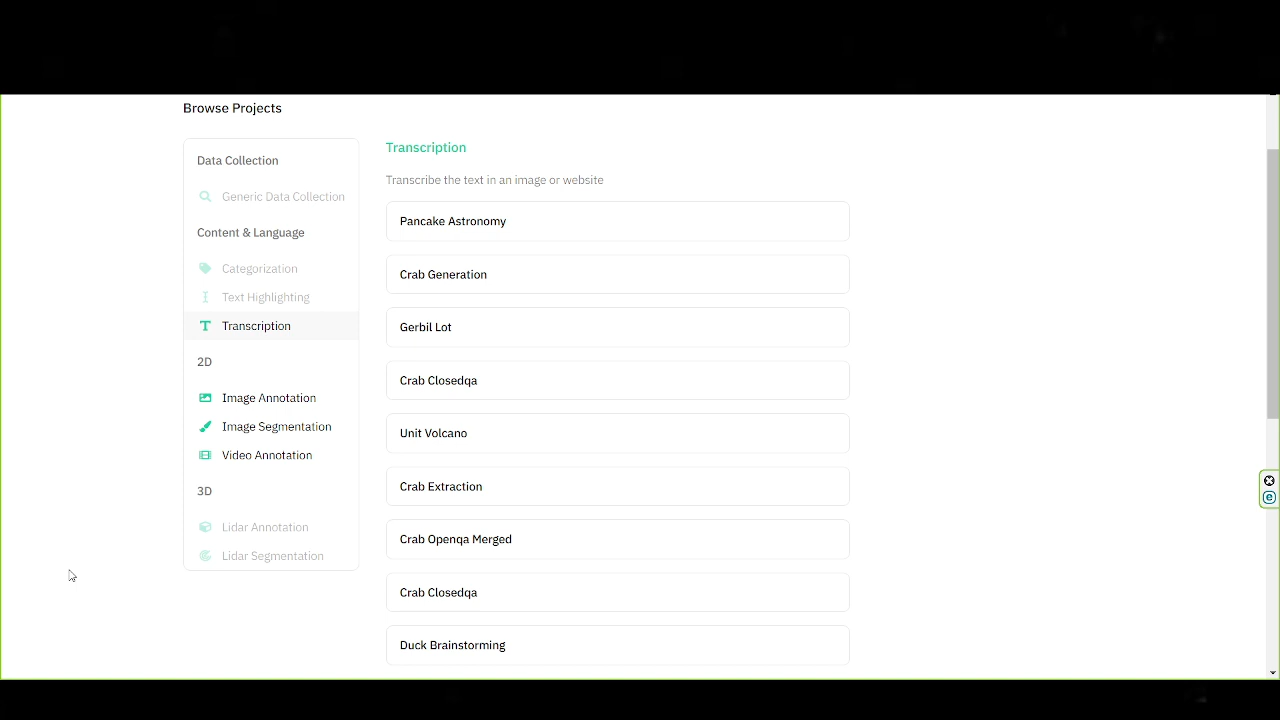 Browse Projects
Data Collection
Generic Data Collection
Content & Language
Categorization
Text Highlighting
Transcription
2D
Image Annotation
Image Segmentation
Video Annotation
3D
Lidar Annotation
Lidar Segmentation
Transcription
Transcribe the text in an image or website
Pancake Astronomy
Crab Generation
Gerbil Lot
Crab Closedqa
Unit Volcano
Crab Extraction
Crab Openqa Merged
Crab Closedqa
Duck Brainstorming